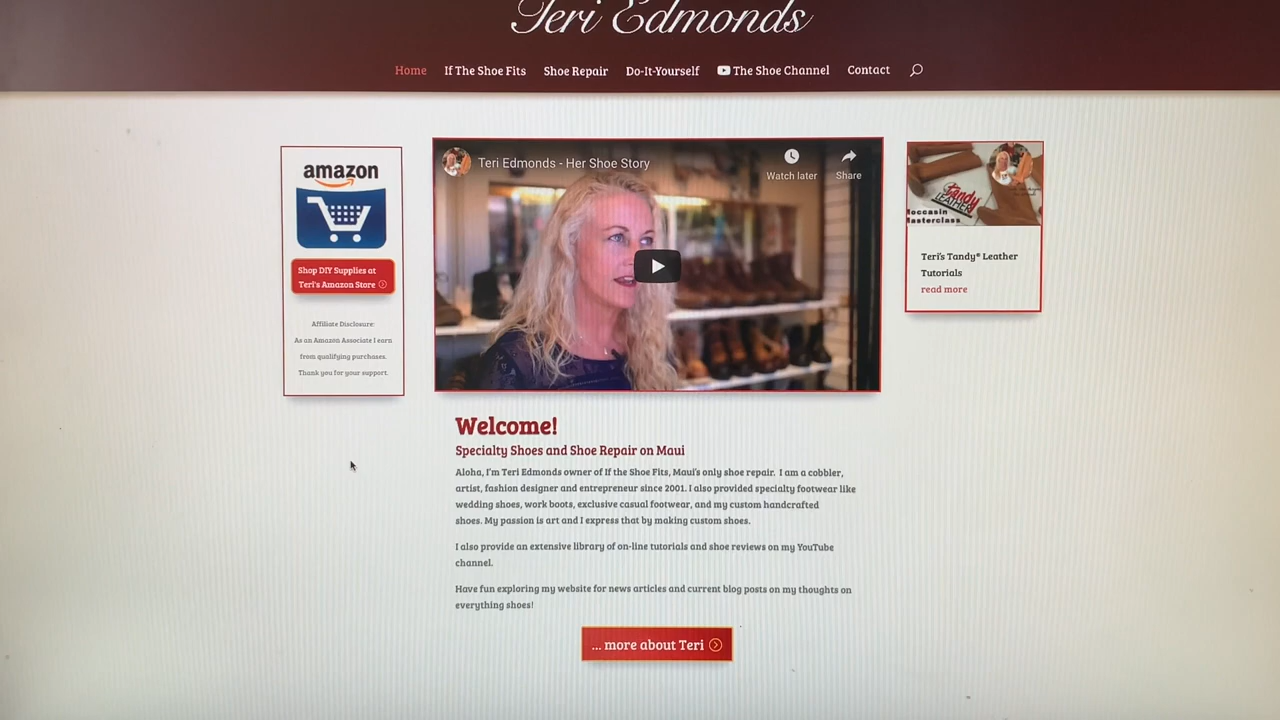 Teri Edmonds
Home If The Shoe Fits Shoe Repair Do-It-Yourself The Shoe Channel Contact
amazon
Shop DIY Supplies at
Teri's Amazon Store
Affiliate Disclosure:
As an Amazon Associate I earn
from qualifying purchases.
Thank you for your support.
Teri Edmonds - Her Shoe Story
Watch later
Share
Tandy
Leather
Moccasin
Masterclass
Teri's Tandy® Leather
Tutorials
read more
Welcome!
Specialty Shoes and Shoe Repair on Maui
Aloha, I'm Teri Edmonds owner of If the Shoe Fits, Maui's only shoe repair. I am a cobbler,
artist, fashion designer and entrepreneur since 2001. I also provided specialty footwear like
wedding shoes, work boots, exclusive casual footwear, and my custom handcrafted
shoes. My passion is art and I express that by making custom shoes.
I also provide an extensive library of on-line tutorials and shoe reviews on my YouTube
channel.
Have fun exploring my website for news articles and current blog posts on my thoughts on
everything shoes!
... more about Teri